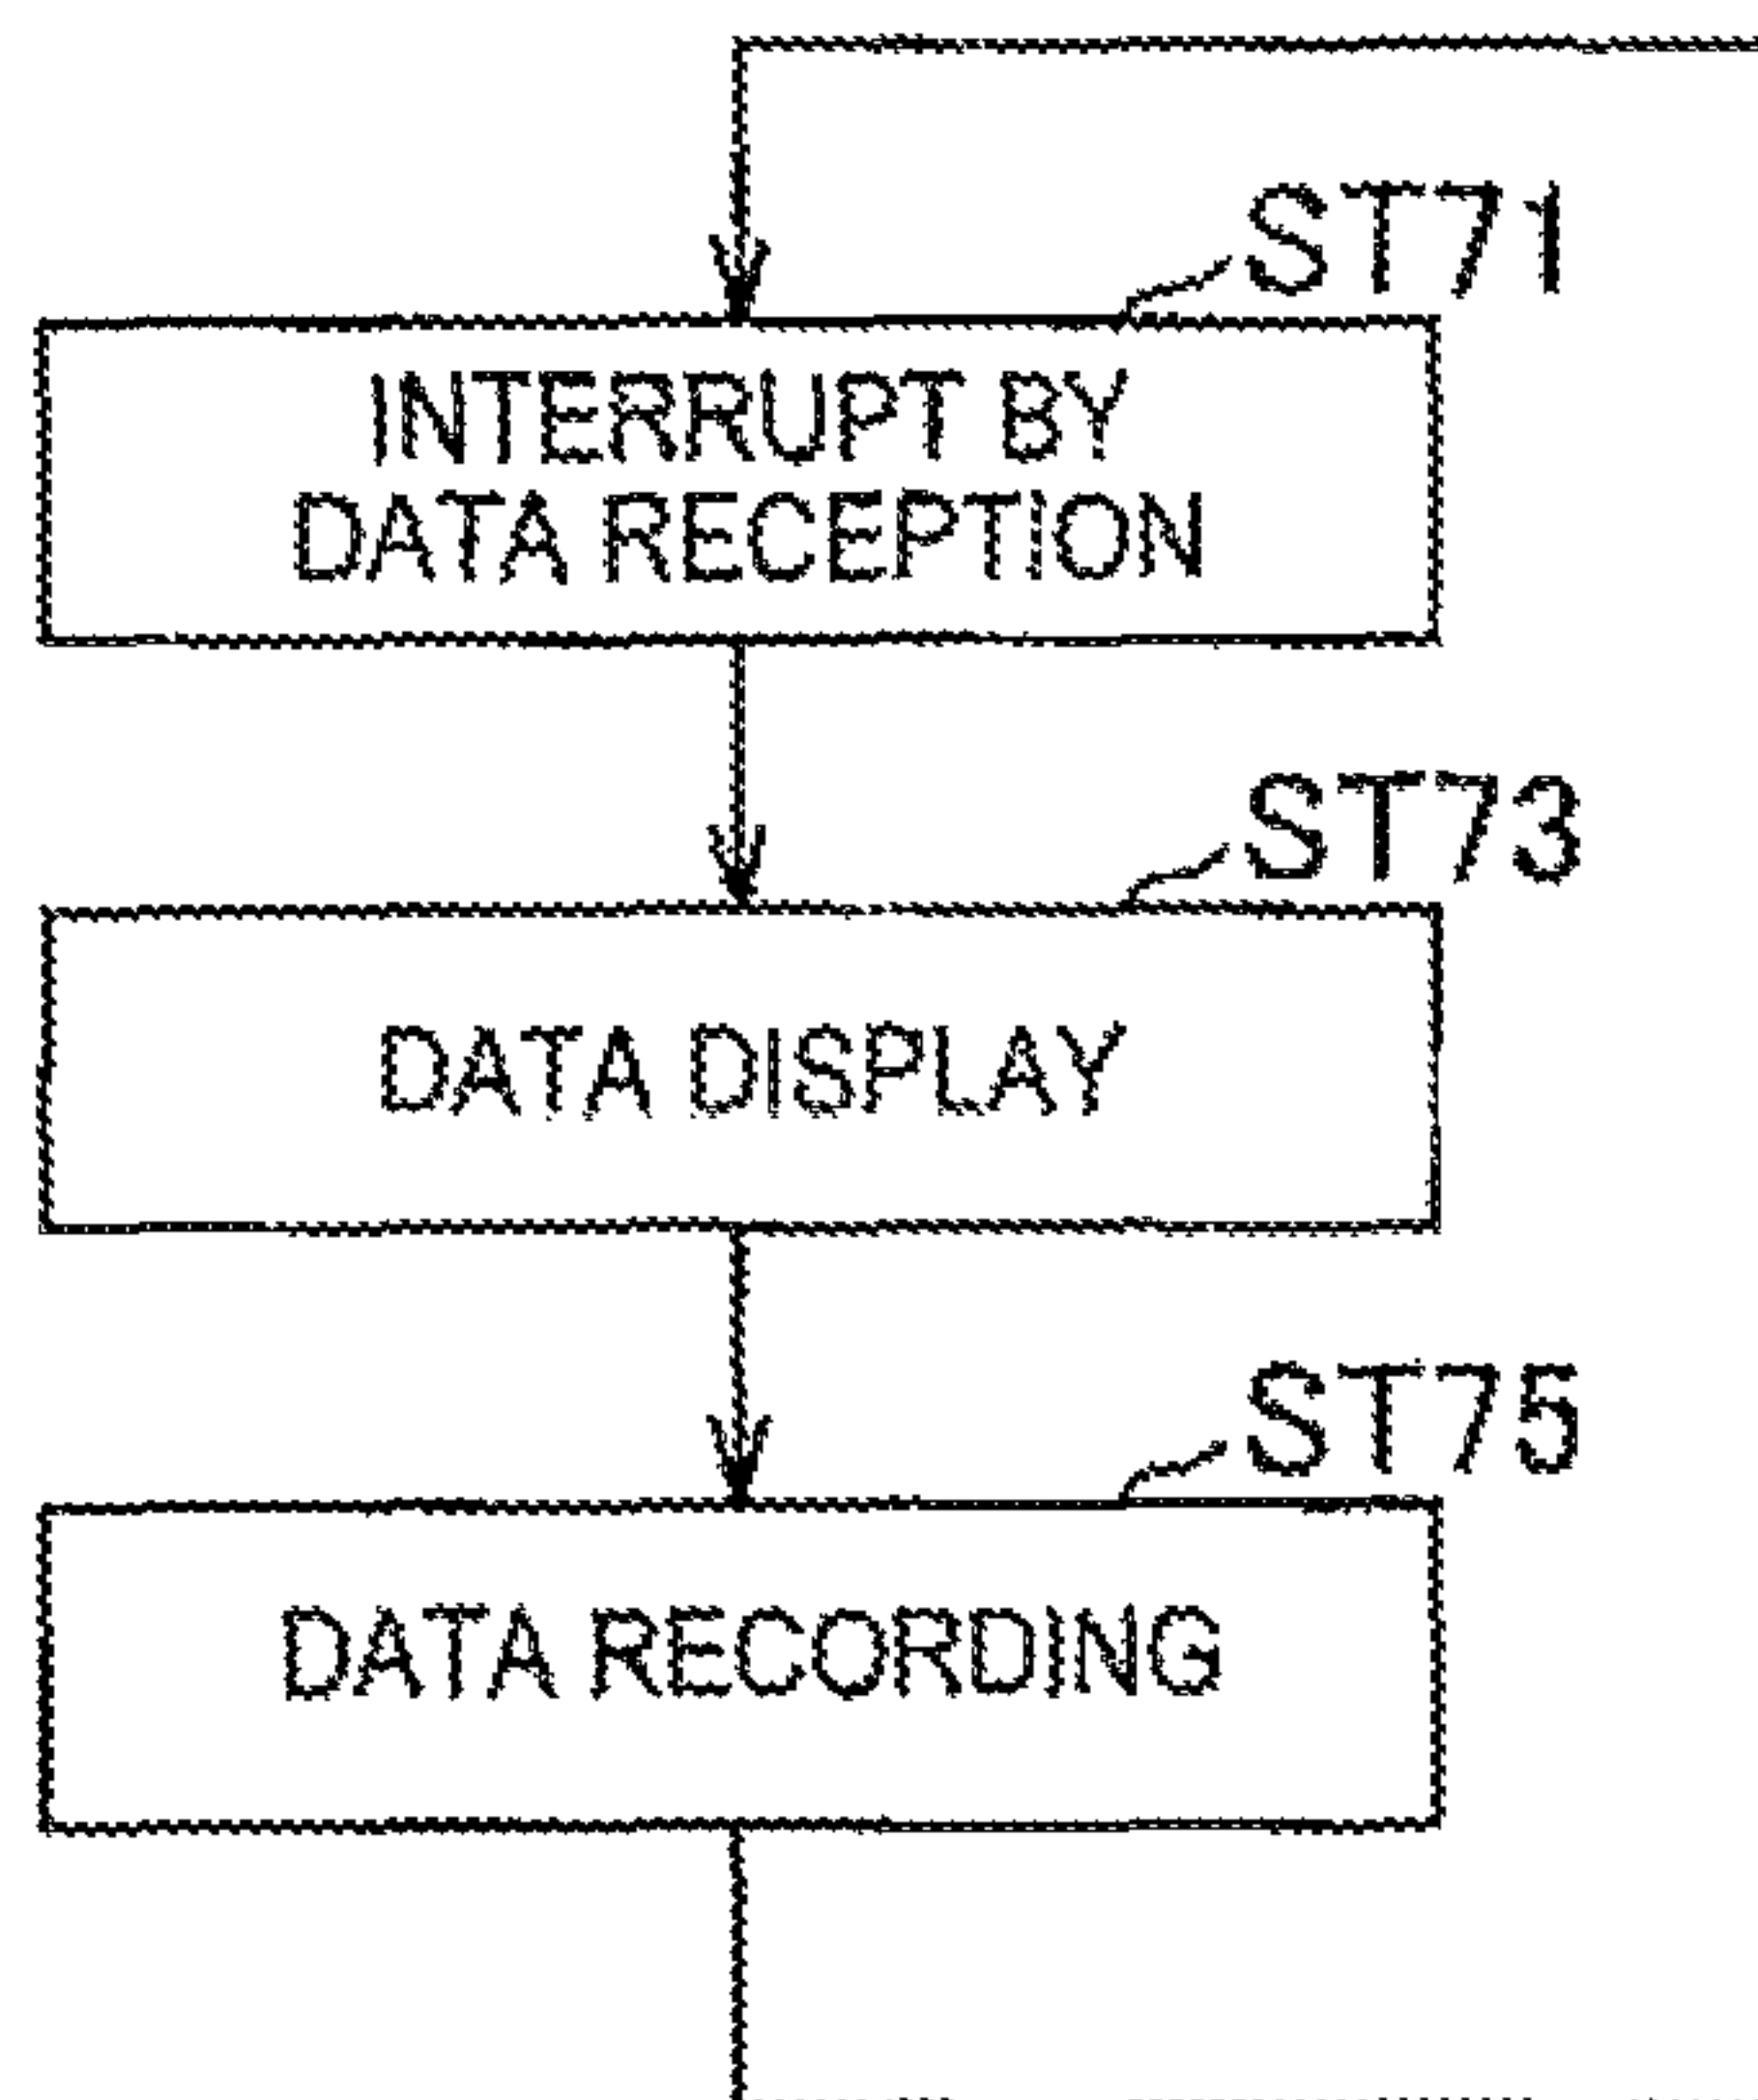 ST71
INTERRUPT BY
DATA RECEPTION
ST73
DATA DISPLAY
ST75
DATA RECORDING